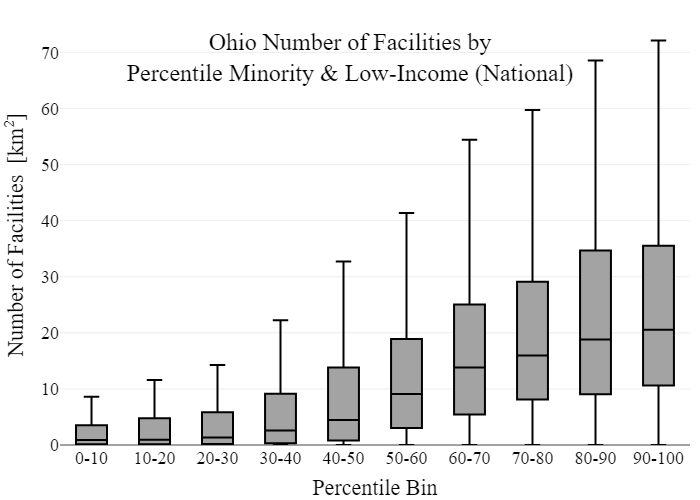 Ohio Number of Facilities by
Percentile Minority & Low-Income (National)
Number of Facilities [km²]
70
60
50
40
30
20
10
0
0-10 10-20 20-30 30-40 40-50 50-60 60-70 70-80 80-90 90-100
Percentile Bin